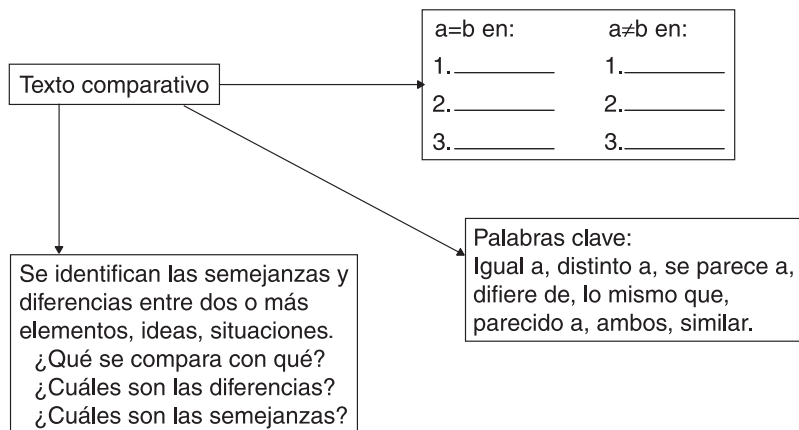 Texto comparativo
a=b en: a≠b en:
1. 1.
2. 2.
3. 3.
Se identifican las semejanzas y
diferencias entre dos o más
elementos, ideas, situaciones.
¿Qué se compara con qué?
¿Cuáles son las diferencias?
¿Cuáles son las semejanzas?
Palabras clave:
Igual a, distinto a, se parece a,
difiere de, lo mismo que,
parecido a, ambos, similar.